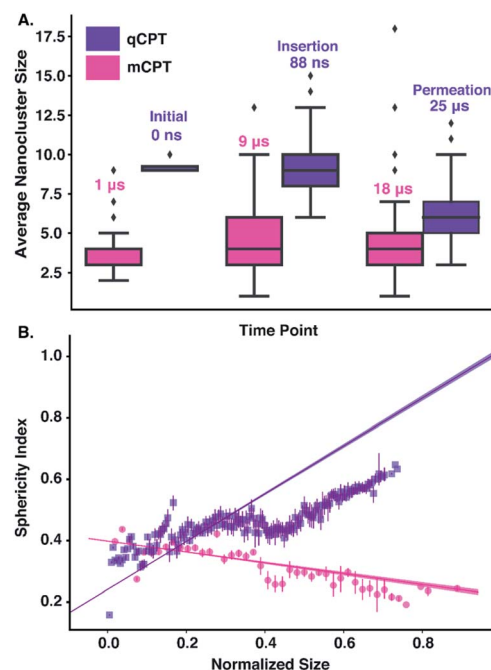 A.
qCPT
mCPT
Average Nanocluster Size
17.5
15.0
12.5
10.0
7.5
5.0
2.5
1 µs
Initial
0 ns
9 µs
Insertion
88 ns
18 µs
Permeation
25 µs
Time Point
B.
Sphericity Index
1.0
0.8
0.6
0.4
0.2
0.0
0.2
0.4
0.6
0.8
Normalized Size